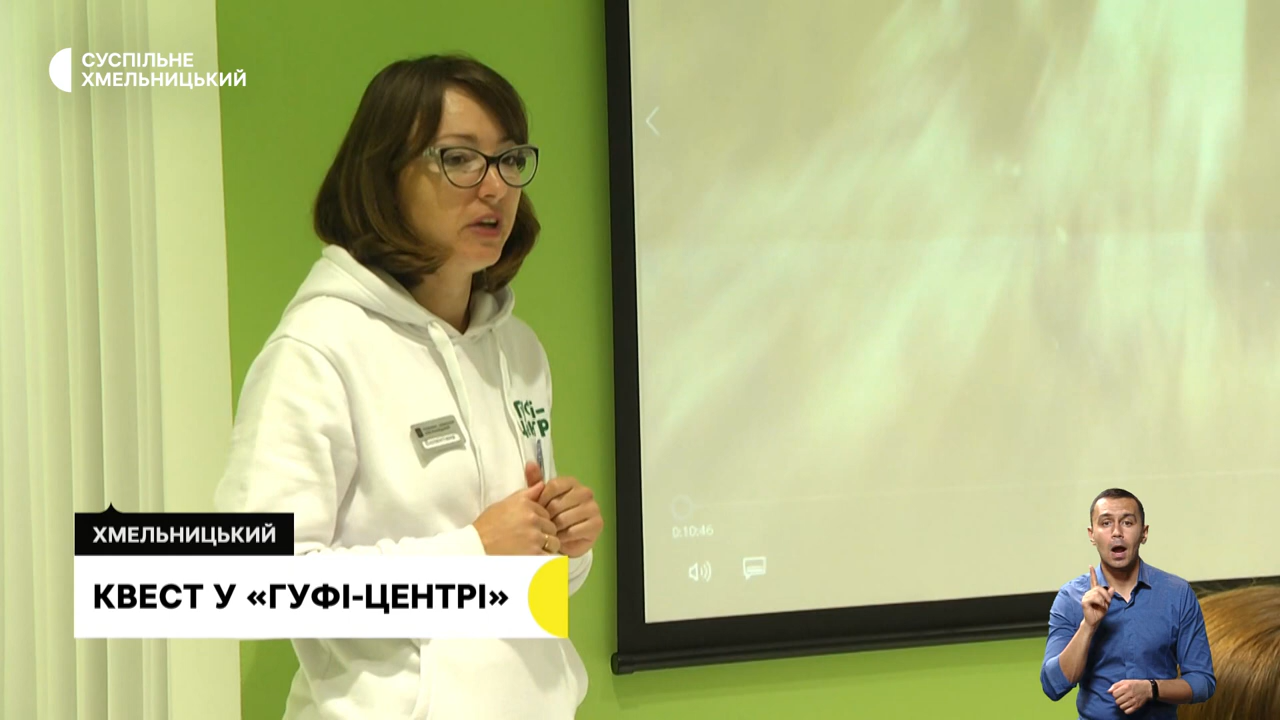 СУСПІЛЬНЕ
ХМЕЛЬНИЦЬКИЙ
0:10:46
ХМЕЛЬНИЦЬКИЙ
КВЕСТ У «ГУФІ-ЦЕНТРІ»